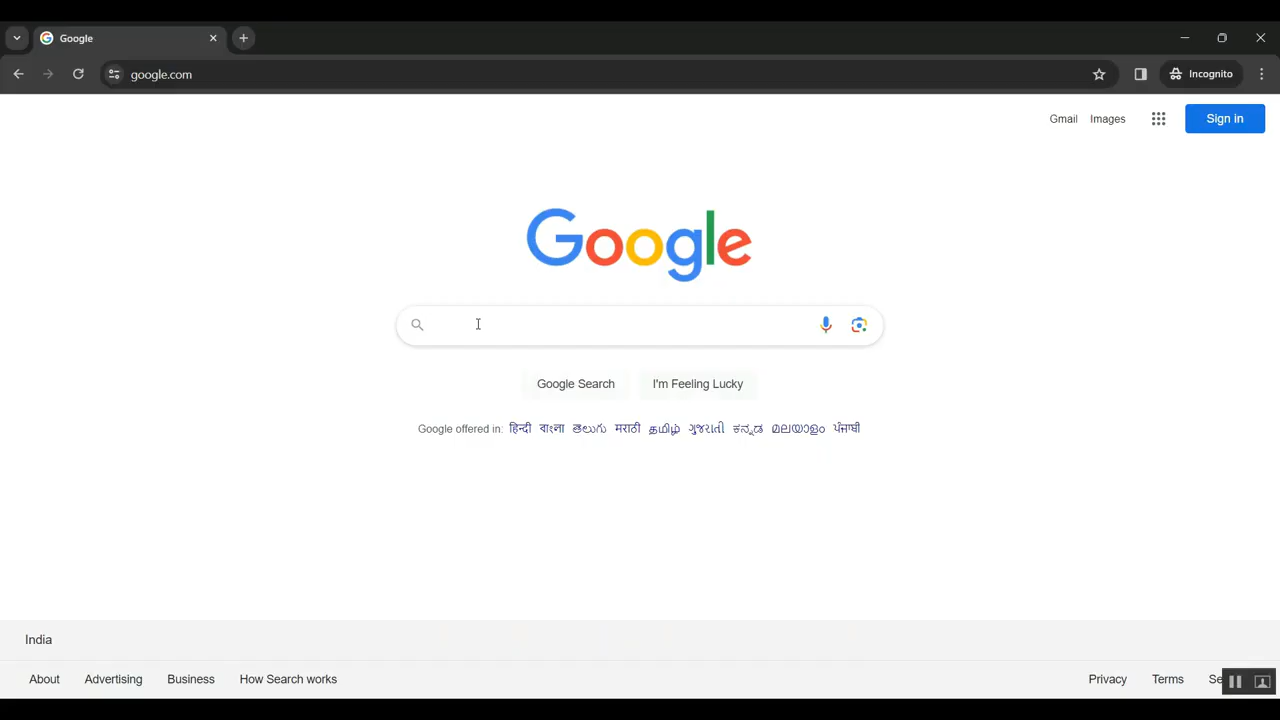 Google
google.com
Incognito
Gmail Images Sign in
Google
Google Search I'm Feeling Lucky
Google offered in: हिन्दी বাংলা తెలుగు मराठी தமிழ் ગુજરાતી ಕನ್ನಡ മലയാളം ਪੰਜਾਬੀ
India
About Advertising Business How Search works Privacy Terms Se